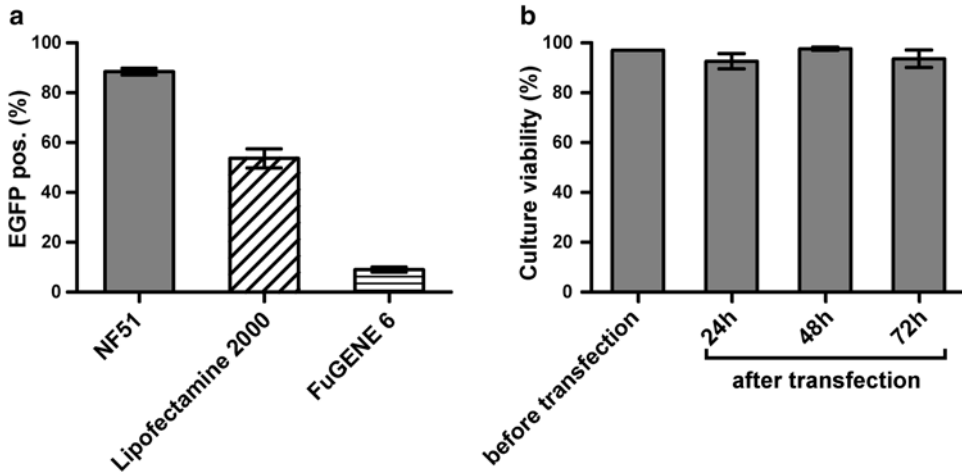 a
EGFP pos. (%)
100
80
60
40
20
0
NF51
Lipofectamine 2000
FuGENE 6
b
Culture viability (%)
100
80
60
40
20
0
before transfection
24h
48h
72h
after transfection